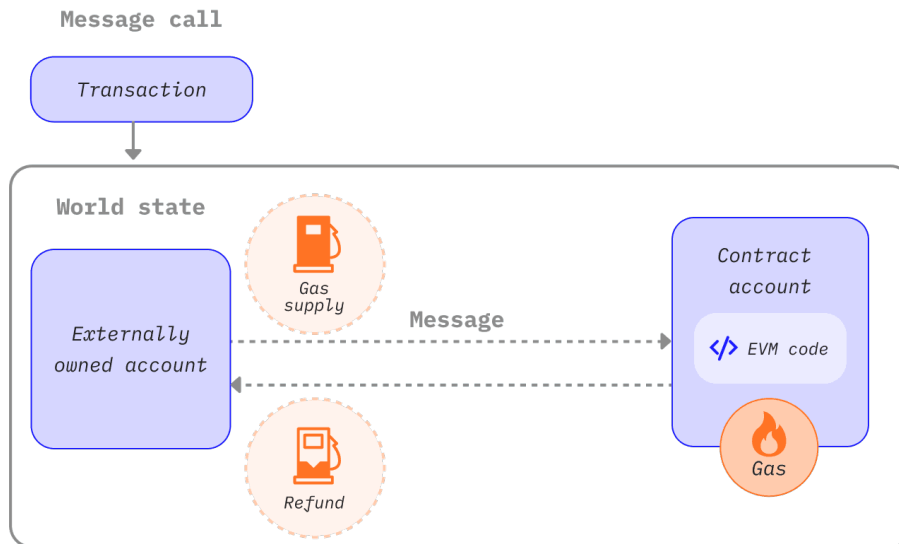 Message call
Transaction
World state
Gas
supply
Externally
owned account
Message
Contract
account
</> EVM code
Refund
Gas